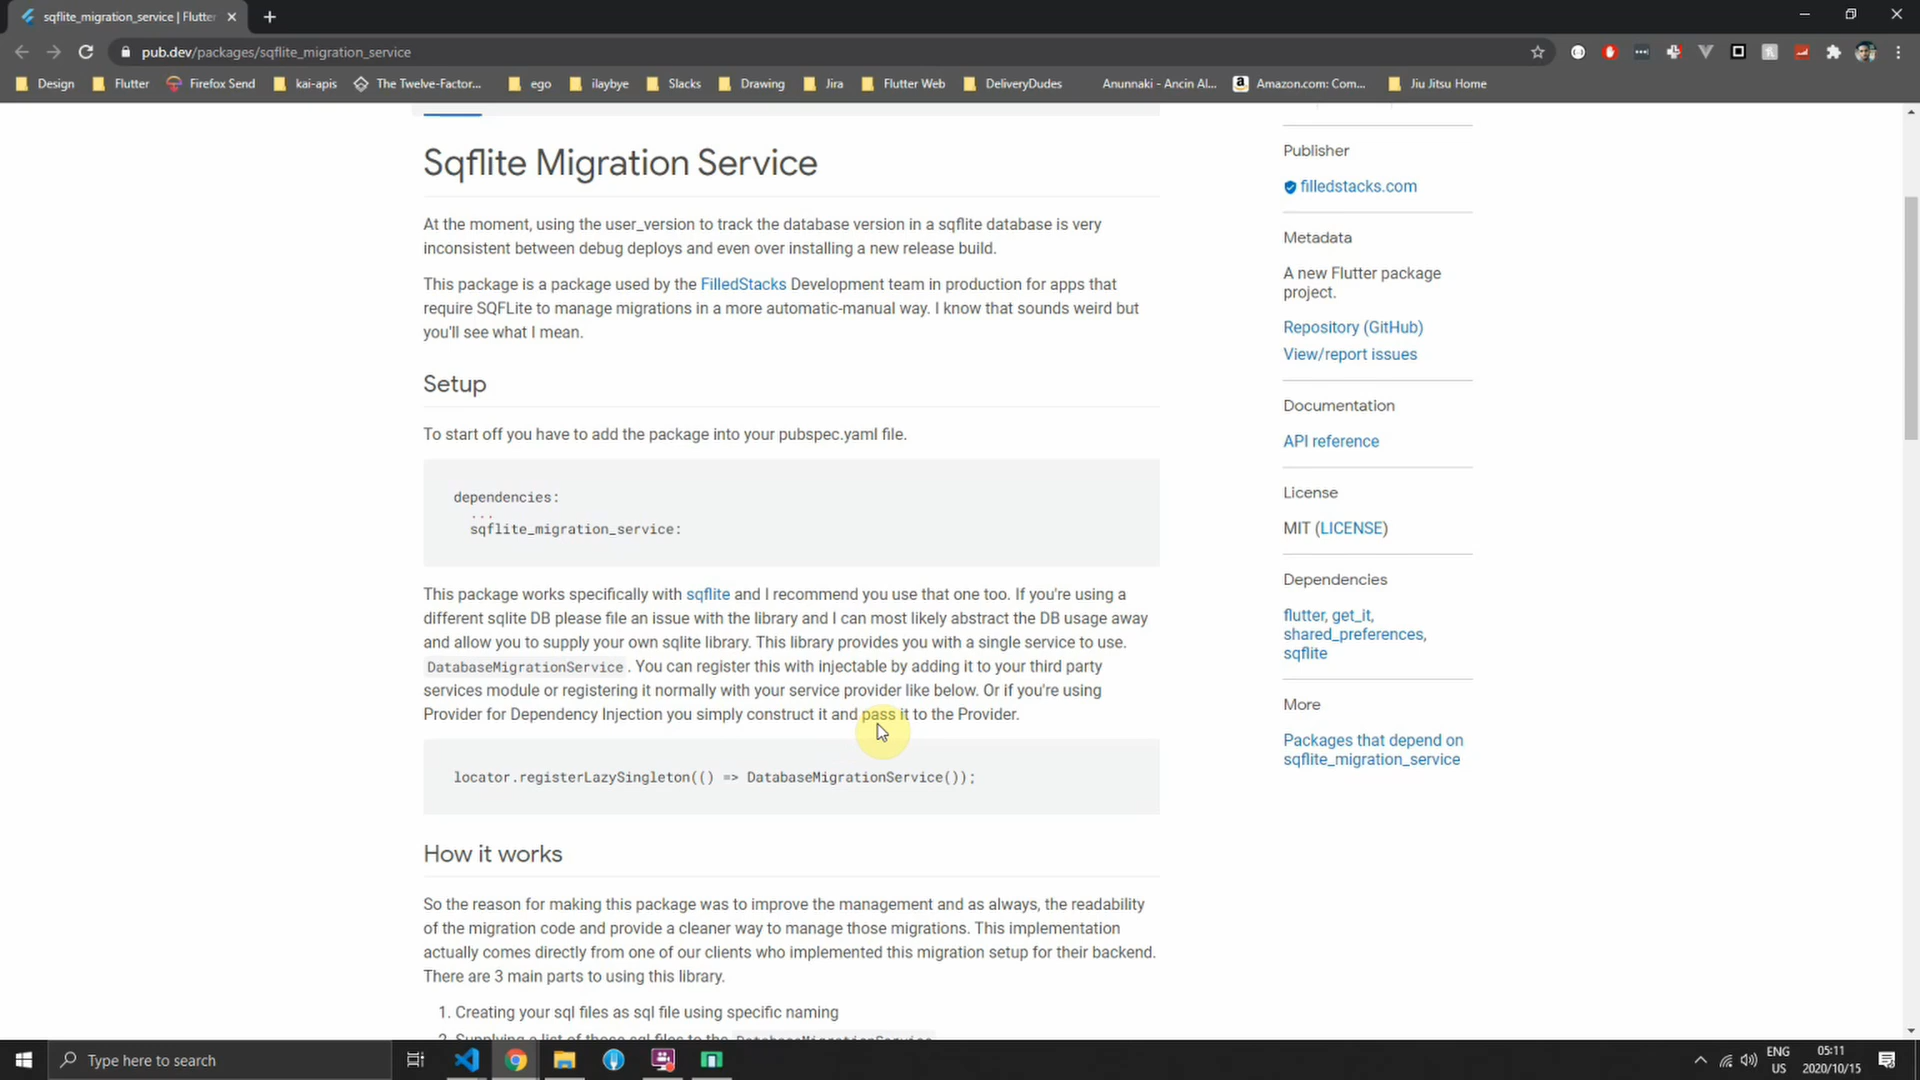 sqflite_migration_service | Flutter
pub.dev/packages/sqflite_migration_service
Design Flutter Firefox Send kai-apis The Twelve-Factor... ego ilaybye Slacks Drawing Jira Flutter Web DeliveryDudes Anunnaki - Ancin Al... Amazon.com: Com... Jiu Jitsu Home
Sqflite Migration Service
At the moment, using the user_version to track the database version in a sqflite database is very
inconsistent between debug deploys and even over installing a new release build.
This package is a package used by the FilledStacks Development team in production for apps that
require SQFLite to manage migrations in a more automatic-manual way. I know that sounds weird but
you'll see what I mean.
Setup
To start off you have to add the package into your pubspec.yaml file.
dependencies:
...
sqflite_migration_service:
This package works specifically with sqflite and I recommend you use that one too. If you're using a
different sqlite DB please file an issue with the library and I can most likely abstract the DB usage away
and allow you to supply your own sqlite library. This library provides you with a single service to use.
DatabaseMigrationService. You can register this with injectable by adding it to your third party
services module or registering it normally with your service provider like below. Or if you're using
Provider for Dependency Injection you simply construct it and pass it to the Provider.
locator.registerLazySingleton(() => DatabaseMigrationService());
How it works
So the reason for making this package was to improve the management and as always, the readability
of the migration code and provide a cleaner way to manage those migrations. This implementation
actually comes directly from one of our clients who implemented this migration setup for their backend.
There are 3 main parts to using this library.
1. Creating your sql files as sql file using specific naming
2. Supplying a list of those sql files to the DatabaseMigrationService
Publisher
filledstacks.com
Metadata
A new Flutter package
project.
Repository (GitHub)
View/report issues
Documentation
API reference
License
MIT (LICENSE)
Dependencies
flutter, get_it,
shared_preferences,
sqflite
More
Packages that depend on
sqflite_migration_service
Type here to search
ENG
US
05:11
2020/10/15